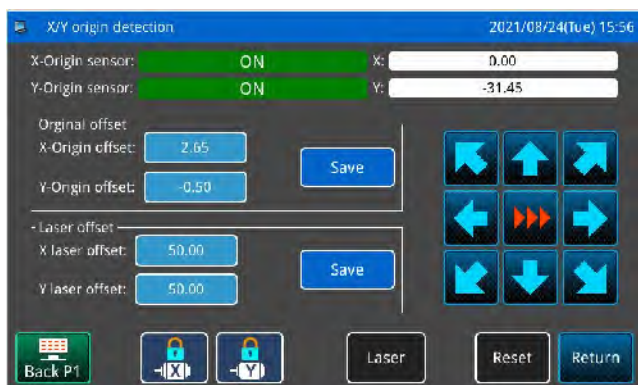 X/Y origin detection 2021/08/24(Tue) 15:56
X-Origin sensor: ON X: 0.00
Y-Origin sensor: ON Y: -31.45
Orginal offset
X-Origin offset: 2.65
Save
Y-Origin offset: -0.50
Laser offset
X laser offset: 50.00
Save
Y laser offset: 50.00
Back P1 X Y Laser Reset Return